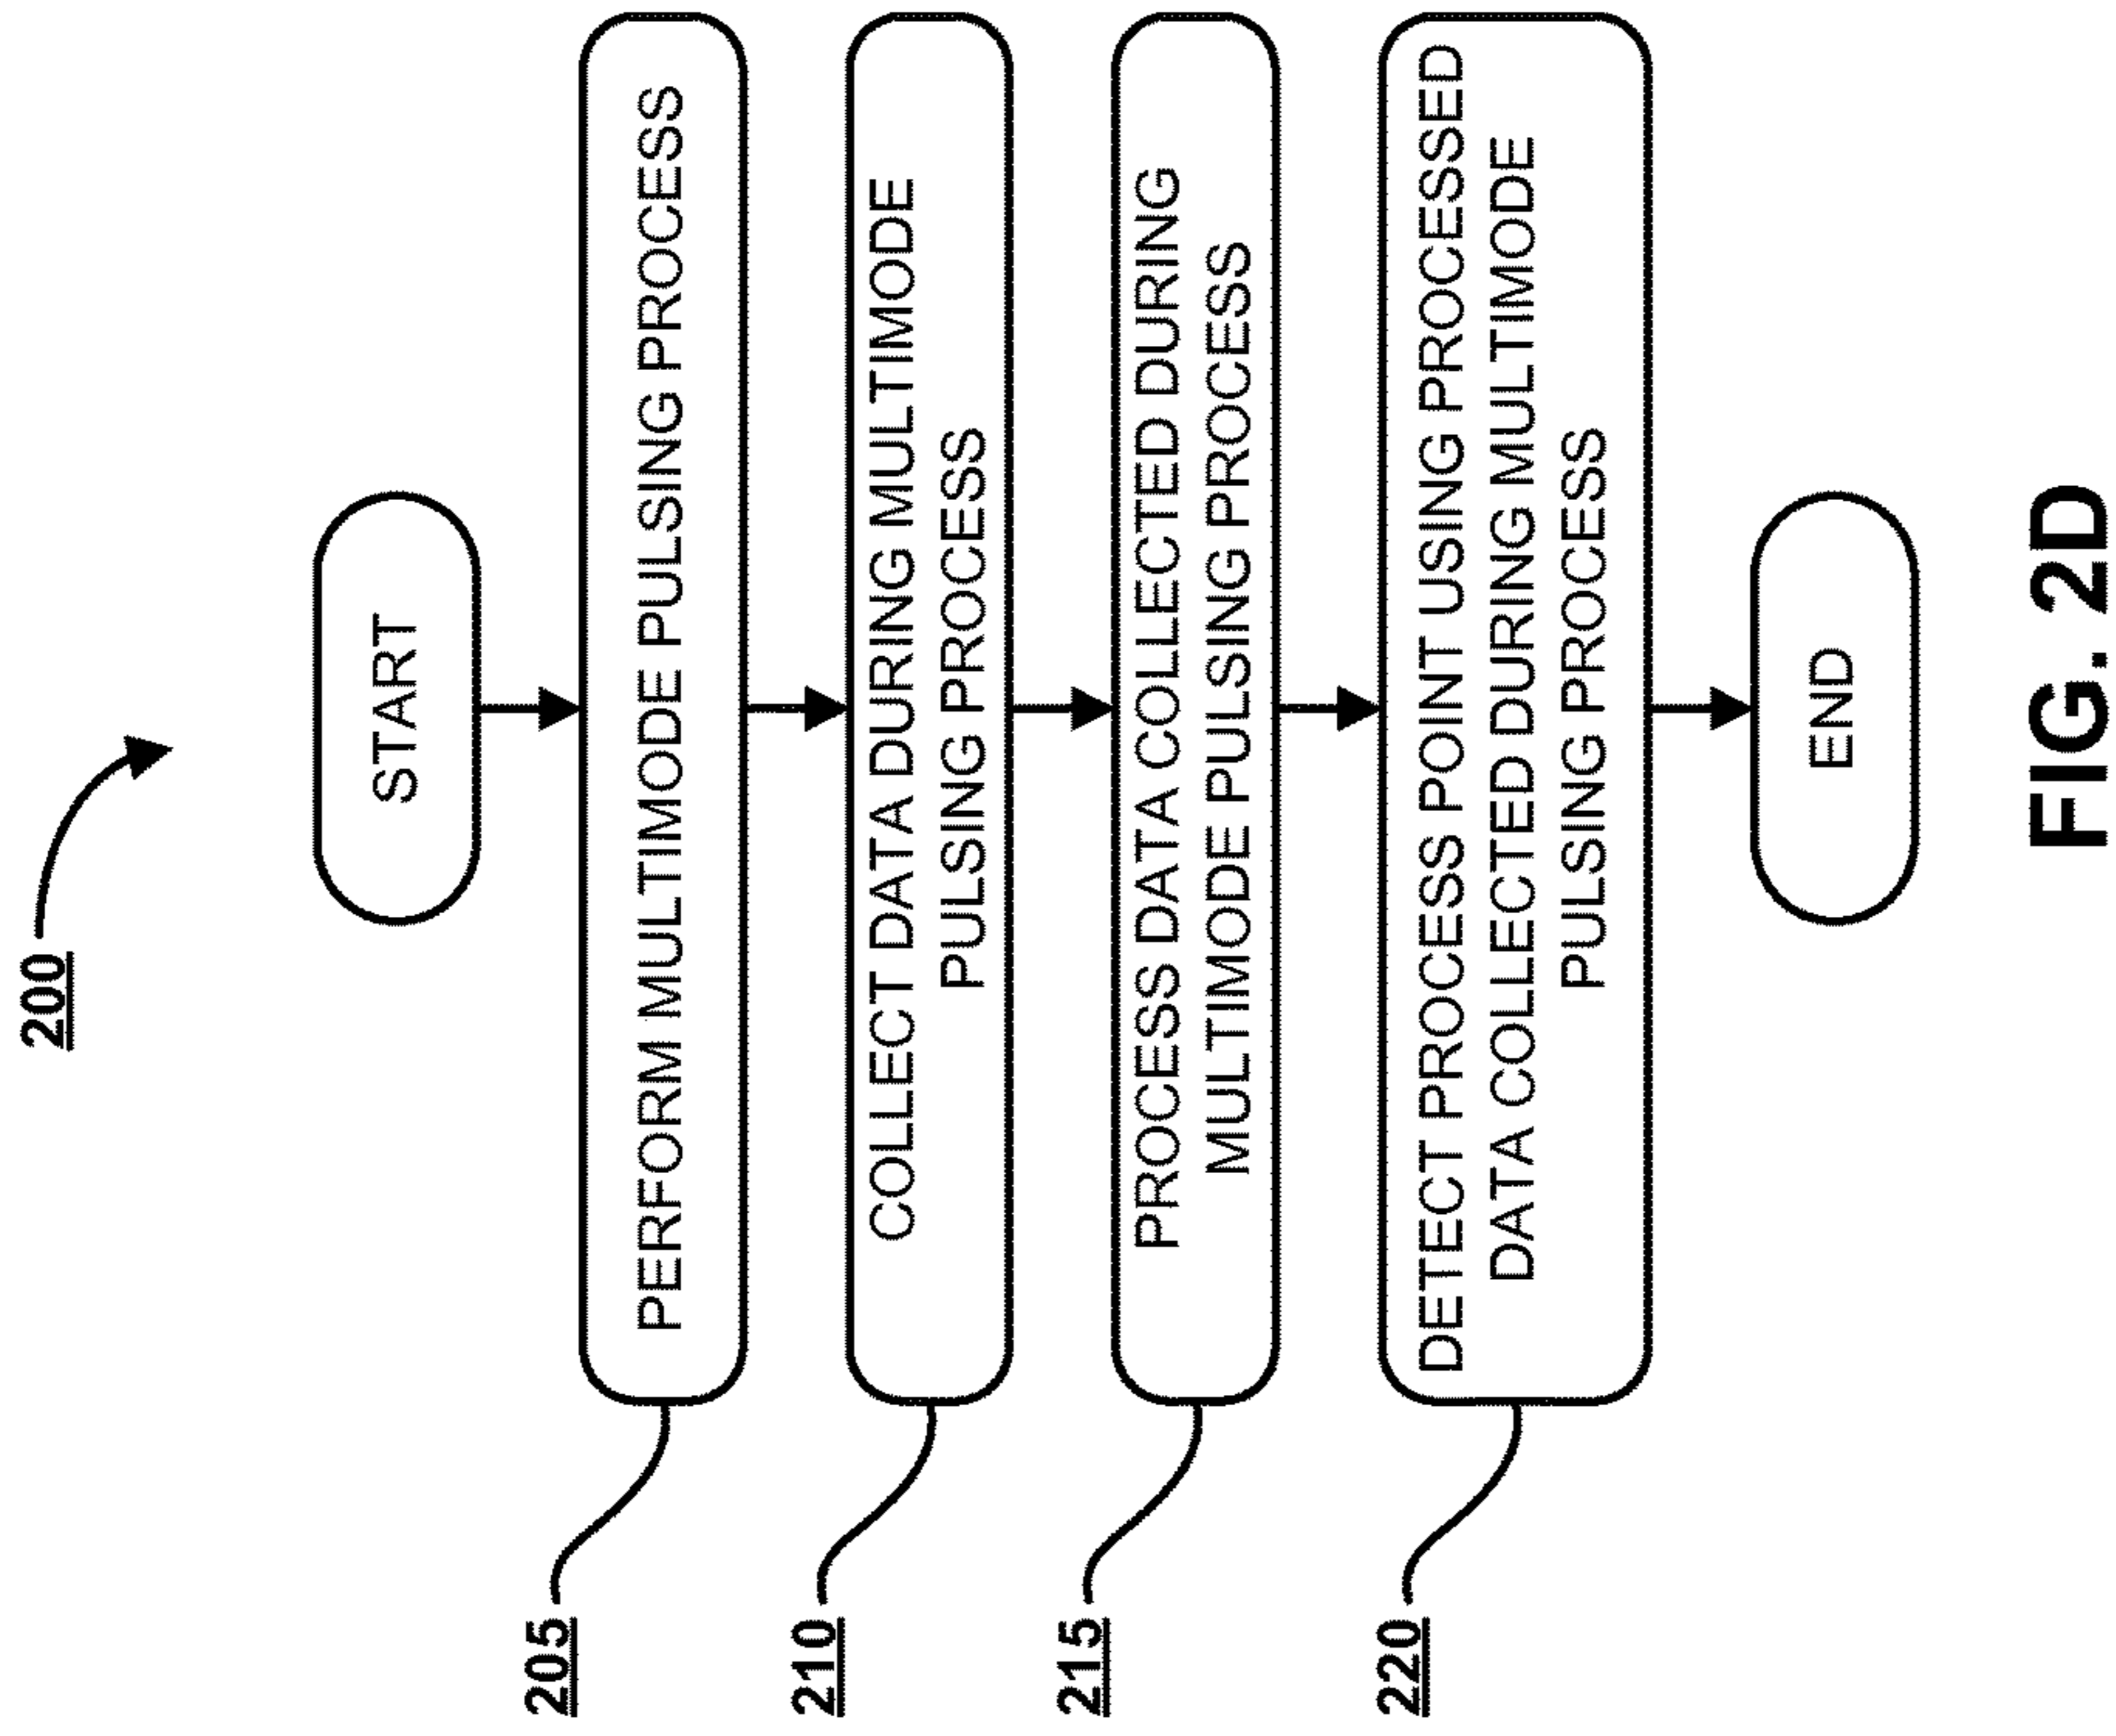 200
START
205
PERFORM MULTIMODE PULSING PROCESS
210
COLLECT DATA DURING MULTIMODE
PULSING PROCESS
215
PROCESS DATA COLLECTED DURING
MULTIMODE PULSING PROCESS
220
DETECT PROCESS POINT USING PROCESSED
DATA COLLECTED DURING MULTIMODE
PULSING PROCESS
END
FIG. 2D